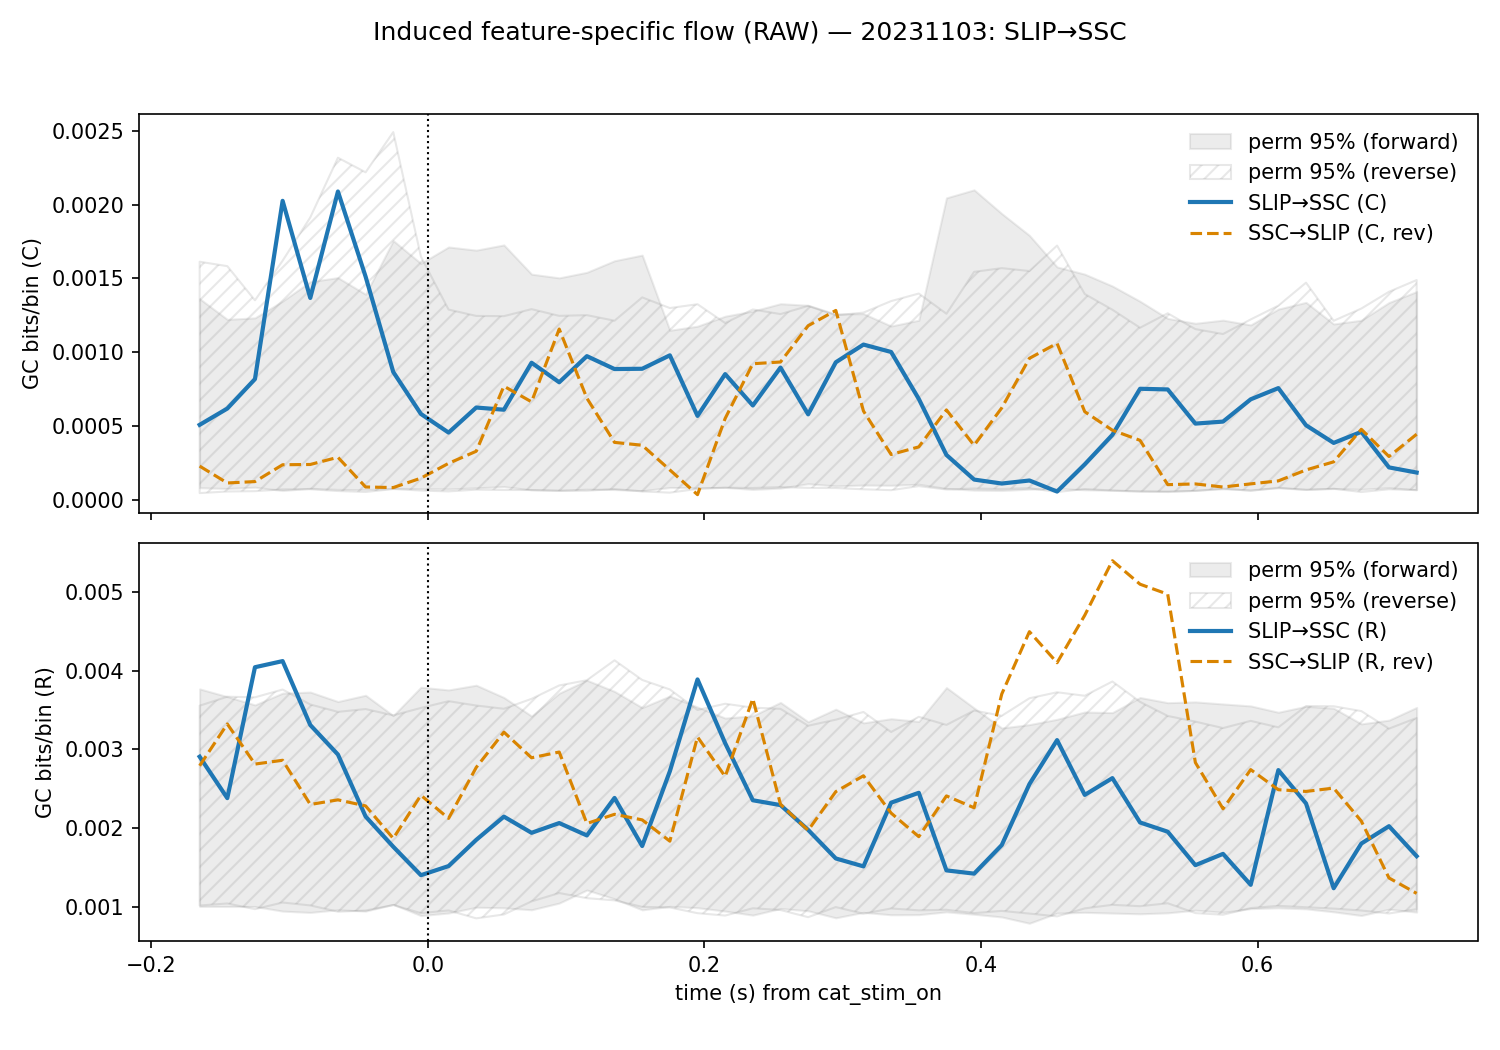 Induced feature-specific flow (RAW) — 20231103: SLIP→SSC
GC bits/bin (C)
0.0025
0.0020
0.0015
0.0010
0.0005
0.0000
perm 95% (forward)
perm 95% (reverse)
SLIP→SSC (C)
SSC→SLIP (C, rev)
GC bits/bin (R)
0.005
0.004
0.003
0.002
0.001
perm 95% (forward)
perm 95% (reverse)
SLIP→SSC (R)
SSC→SLIP (R, rev)
−0.2 0.0 0.2 0.4 0.6
time (s) from cat_stim_on